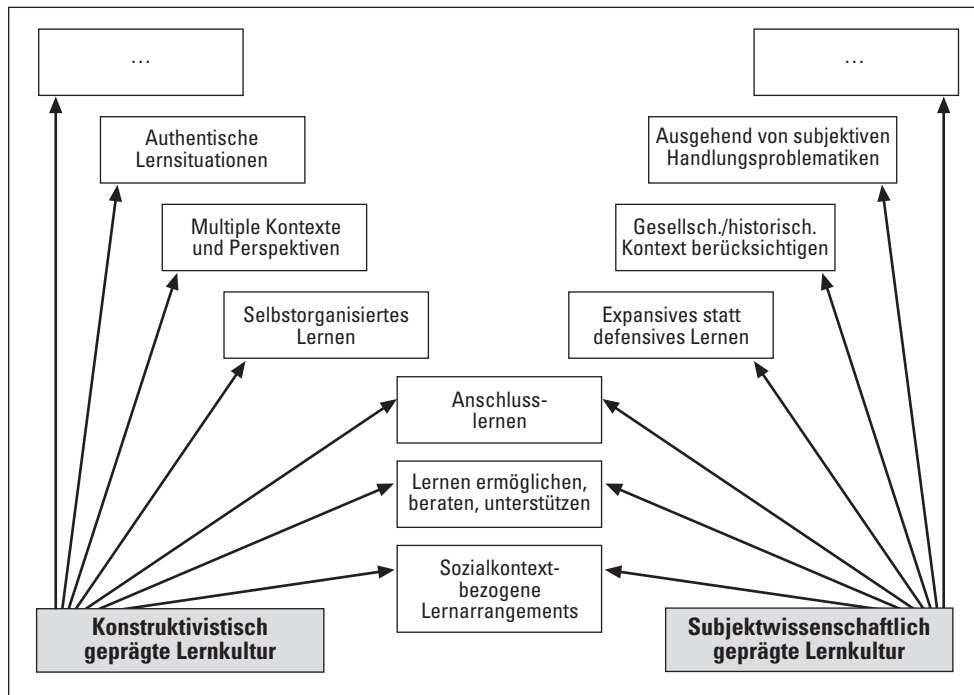 …
…
Authentische
Lernsituationen
Ausgehend von subjektiven
Handlungsproblematiken
Multiple Kontexte
und Perspektiven
Gesellsch./historisch.
Kontext berücksichtigen
Selbstorganisiertes
Lernen
Expansives statt
defensives Lernen
Anschluss-
lernen
Lernen ermöglichen,
beraten, unterstützen
Sozialkontext-
bezogene
Lernarrangements
Konstruktivistisch
geprägte Lernkultur
Subjektwissenschaftlich
geprägte Lernkultur